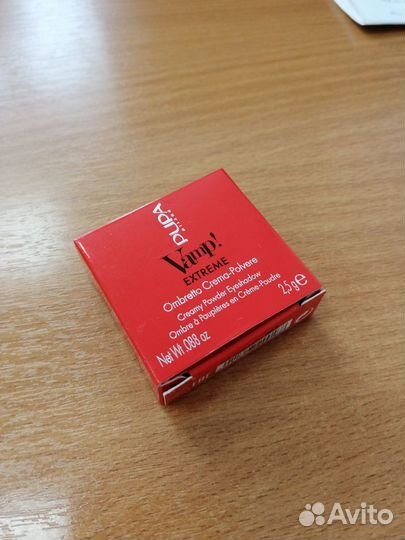 PUPA
MILANO
Vamp!
EXTREME
Ombretto Crema-Polvere
Creamy Powder Eyeshadow
Ombre à Paupières en Crème-Poudre
Net Wt .088 oz
2,5g e
Avito